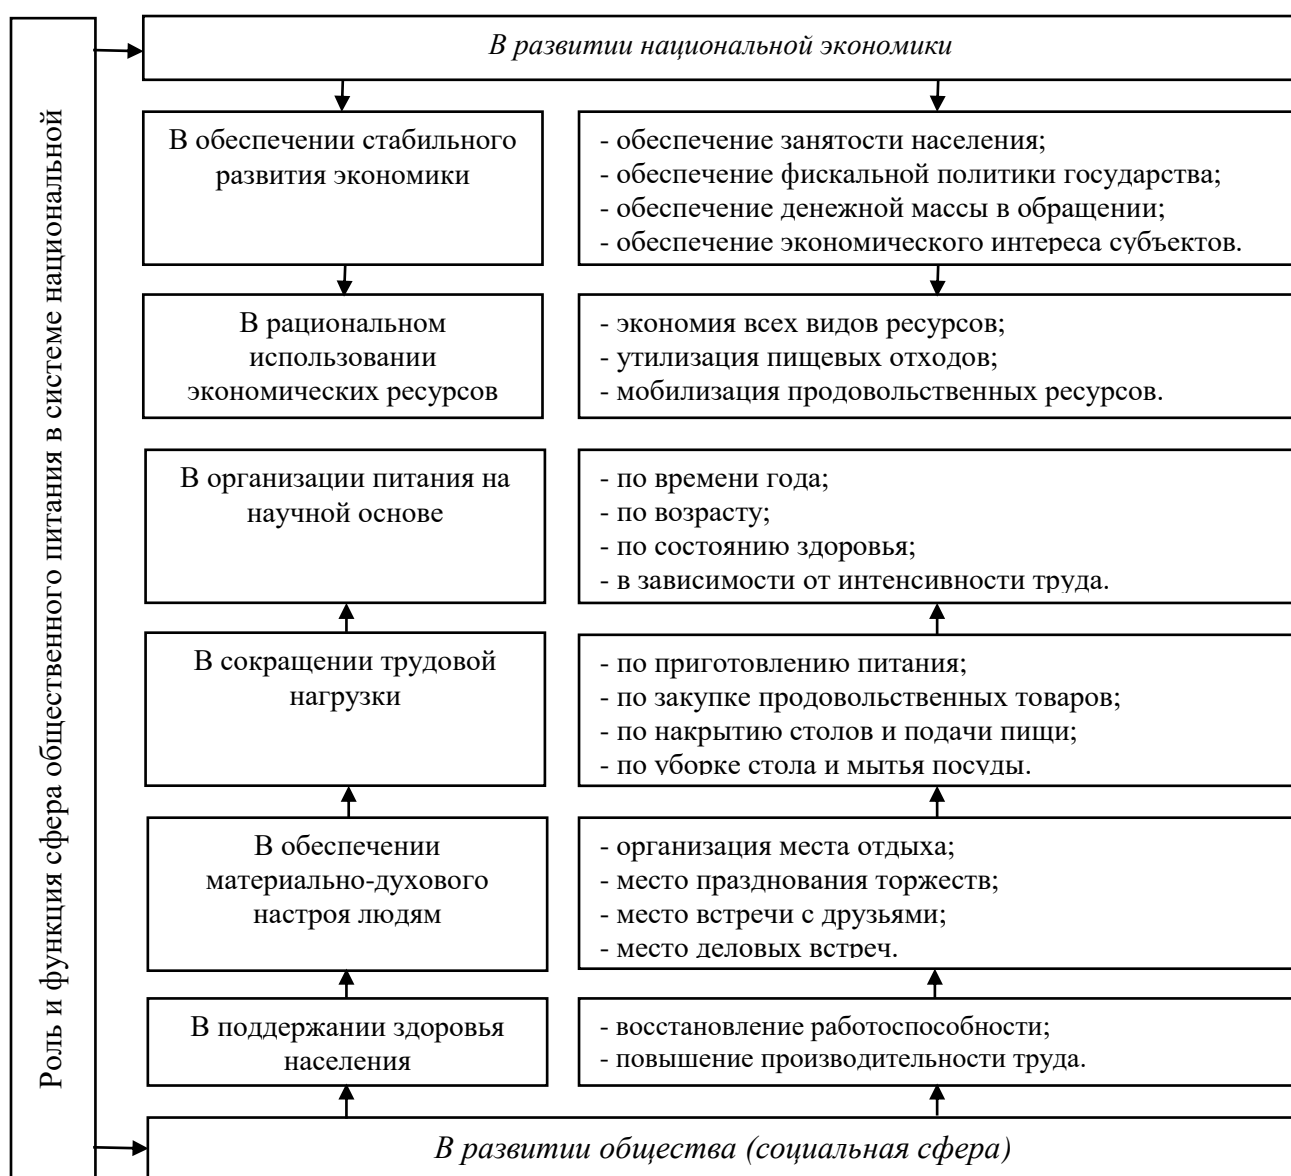 Роль и функция сфера общественного питания в системе национальной
В развитии национальной экономики
В обеспечении стабильного
развития экономики
- обеспечение занятости населения;
- обеспечение фискальной политики государства;
- обеспечение денежной массы в обращении;
- обеспечение экономического интереса субъектов.
В рациональном
использовании
экономических ресурсов
- экономия всех видов ресурсов;
- утилизация пищевых отходов;
- мобилизация продовольственных ресурсов.
В организации питания на
научной основе
- по времени года;
- по возрасту;
- по состоянию здоровья;
- в зависимости от интенсивности труда.
В сокращении трудовой
нагрузки
- по приготовлению питания;
- по закупке продовольственных товаров;
- по накрытию столов и подачи пищи;
- по уборке стола и мытья посуды.
В обеспечении
материально-духового
настроя людям
- организация места отдыха;
- место празднования торжеств;
- место встречи с друзьями;
- место деловых встреч.
В поддержании здоровья
населения
- восстановление работоспособности;
- повышение производительности труда.
В развитии общества (социальная сфера)